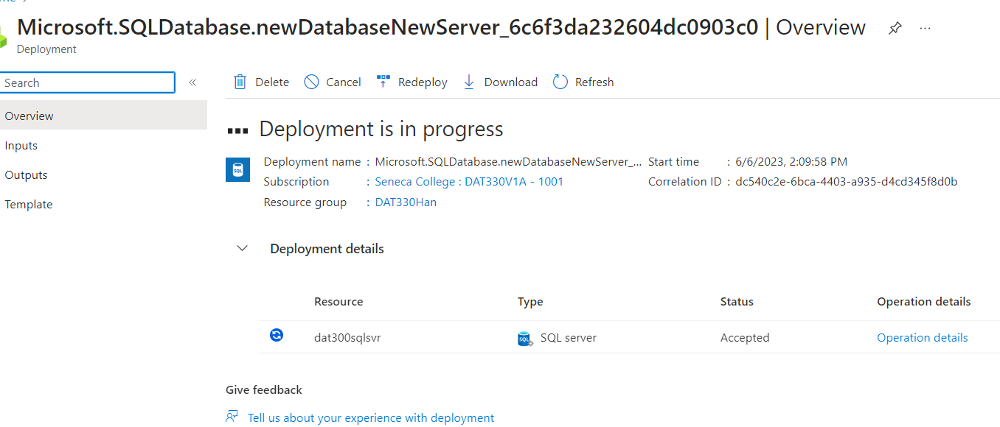 Microsoft.SQLDatabase.newDatabaseNewServer_6c6f3da232604dc0903c0 | Overview
Deployment
Search
Overview
Inputs
Outputs
Template
Delete Cancel Redeploy Download Refresh
Deployment is in progress
Deployment name : Microsoft.SQLDatabase.newDatabaseNewServer_... Start time : 6/6/2023, 2:09:58 PM
Subscription : Seneca College : DAT330V1A - 1001 Correlation ID : dc540c2e-6bca-4403-a935-d4cd345f8d0b
Resource group : DAT330Han
Deployment details
Resource Type Status Operation details
dat300sqlsvr SQL server Accepted Operation details
Give feedback
Tell us about your experience with deployment